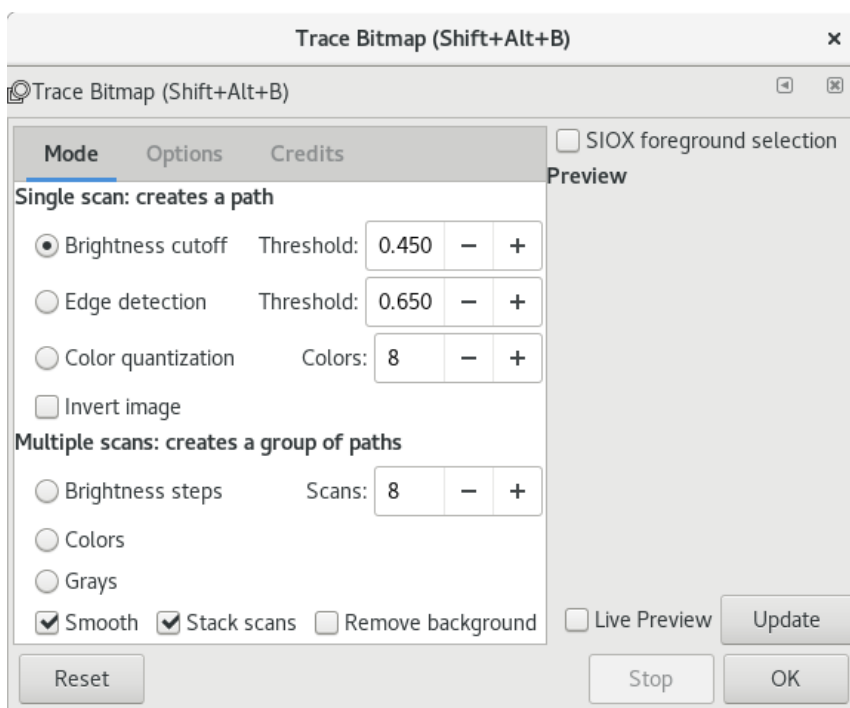 Trace Bitmap (Shift+Alt+B)
Trace Bitmap (Shift+Alt+B)
Mode Options Credits
SIOX foreground selection
Preview
Single scan: creates a path
Brightness cutoff Threshold: 0.450 − +
Edge detection Threshold: 0.650 − +
Color quantization Colors: 8 − +
Invert image
Multiple scans: creates a group of paths
Brightness steps Scans: 8 − +
Colors
Grays
Smooth Stack scans Remove background
Live Preview Update
Reset Stop OK